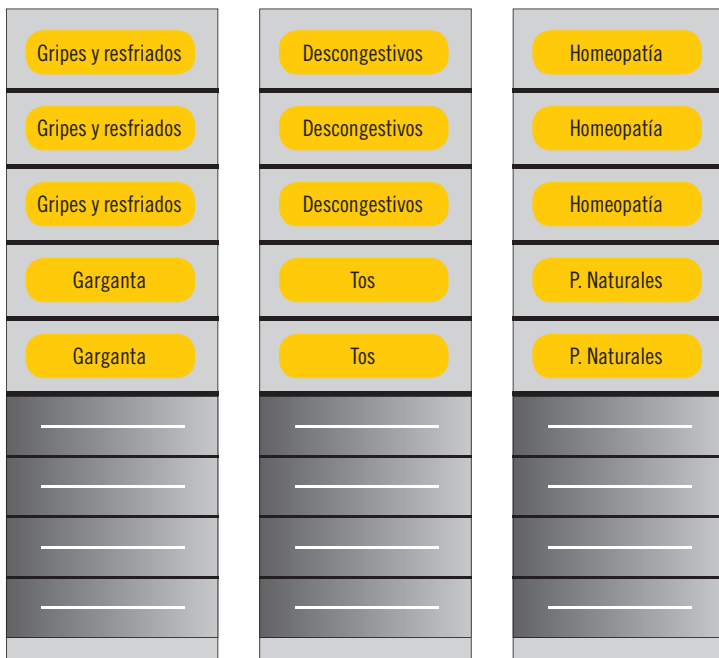 Gripes y resfriados
Descongestivos
Homeopatía
Gripes y resfriados
Descongestivos
Homeopatía
Gripes y resfriados
Descongestivos
Homeopatía
Garganta
Tos
P. Naturales
Garganta
Tos
P. Naturales